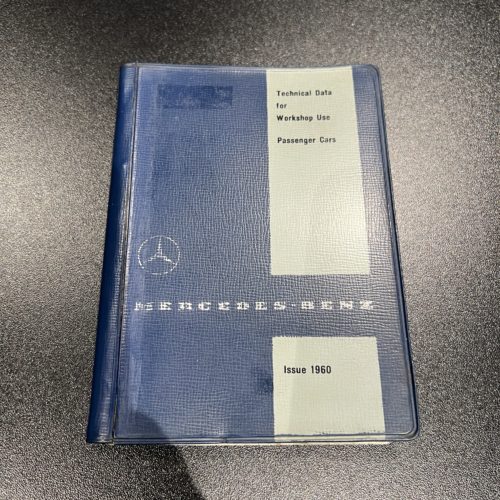 Technical Data
for
Workshop Use
Passenger Cars
MERCEDES-BENZ
Issue 1960